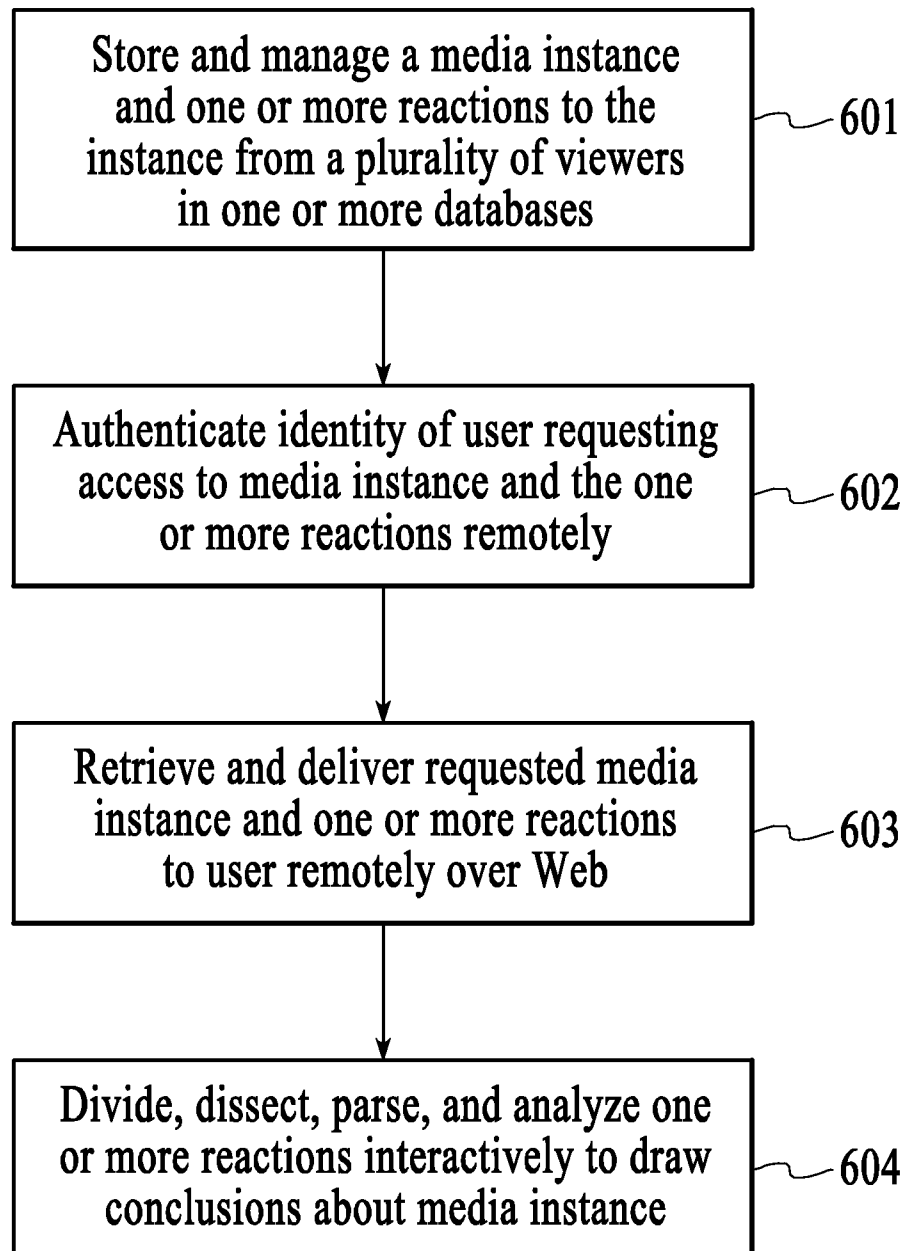 Store and manage a media instance
and one or more reactions to the
instance from a plurality of viewers
in one or more databases
601
Authenticate identity of user requesting
access to media instance and the one
or more reactions remotely
602
Retrieve and deliver requested media
instance and one or more reactions
to user remotely over Web
603
Divide, dissect, parse, and analyze one
or more reactions interactively to draw
conclusions about media instance
604